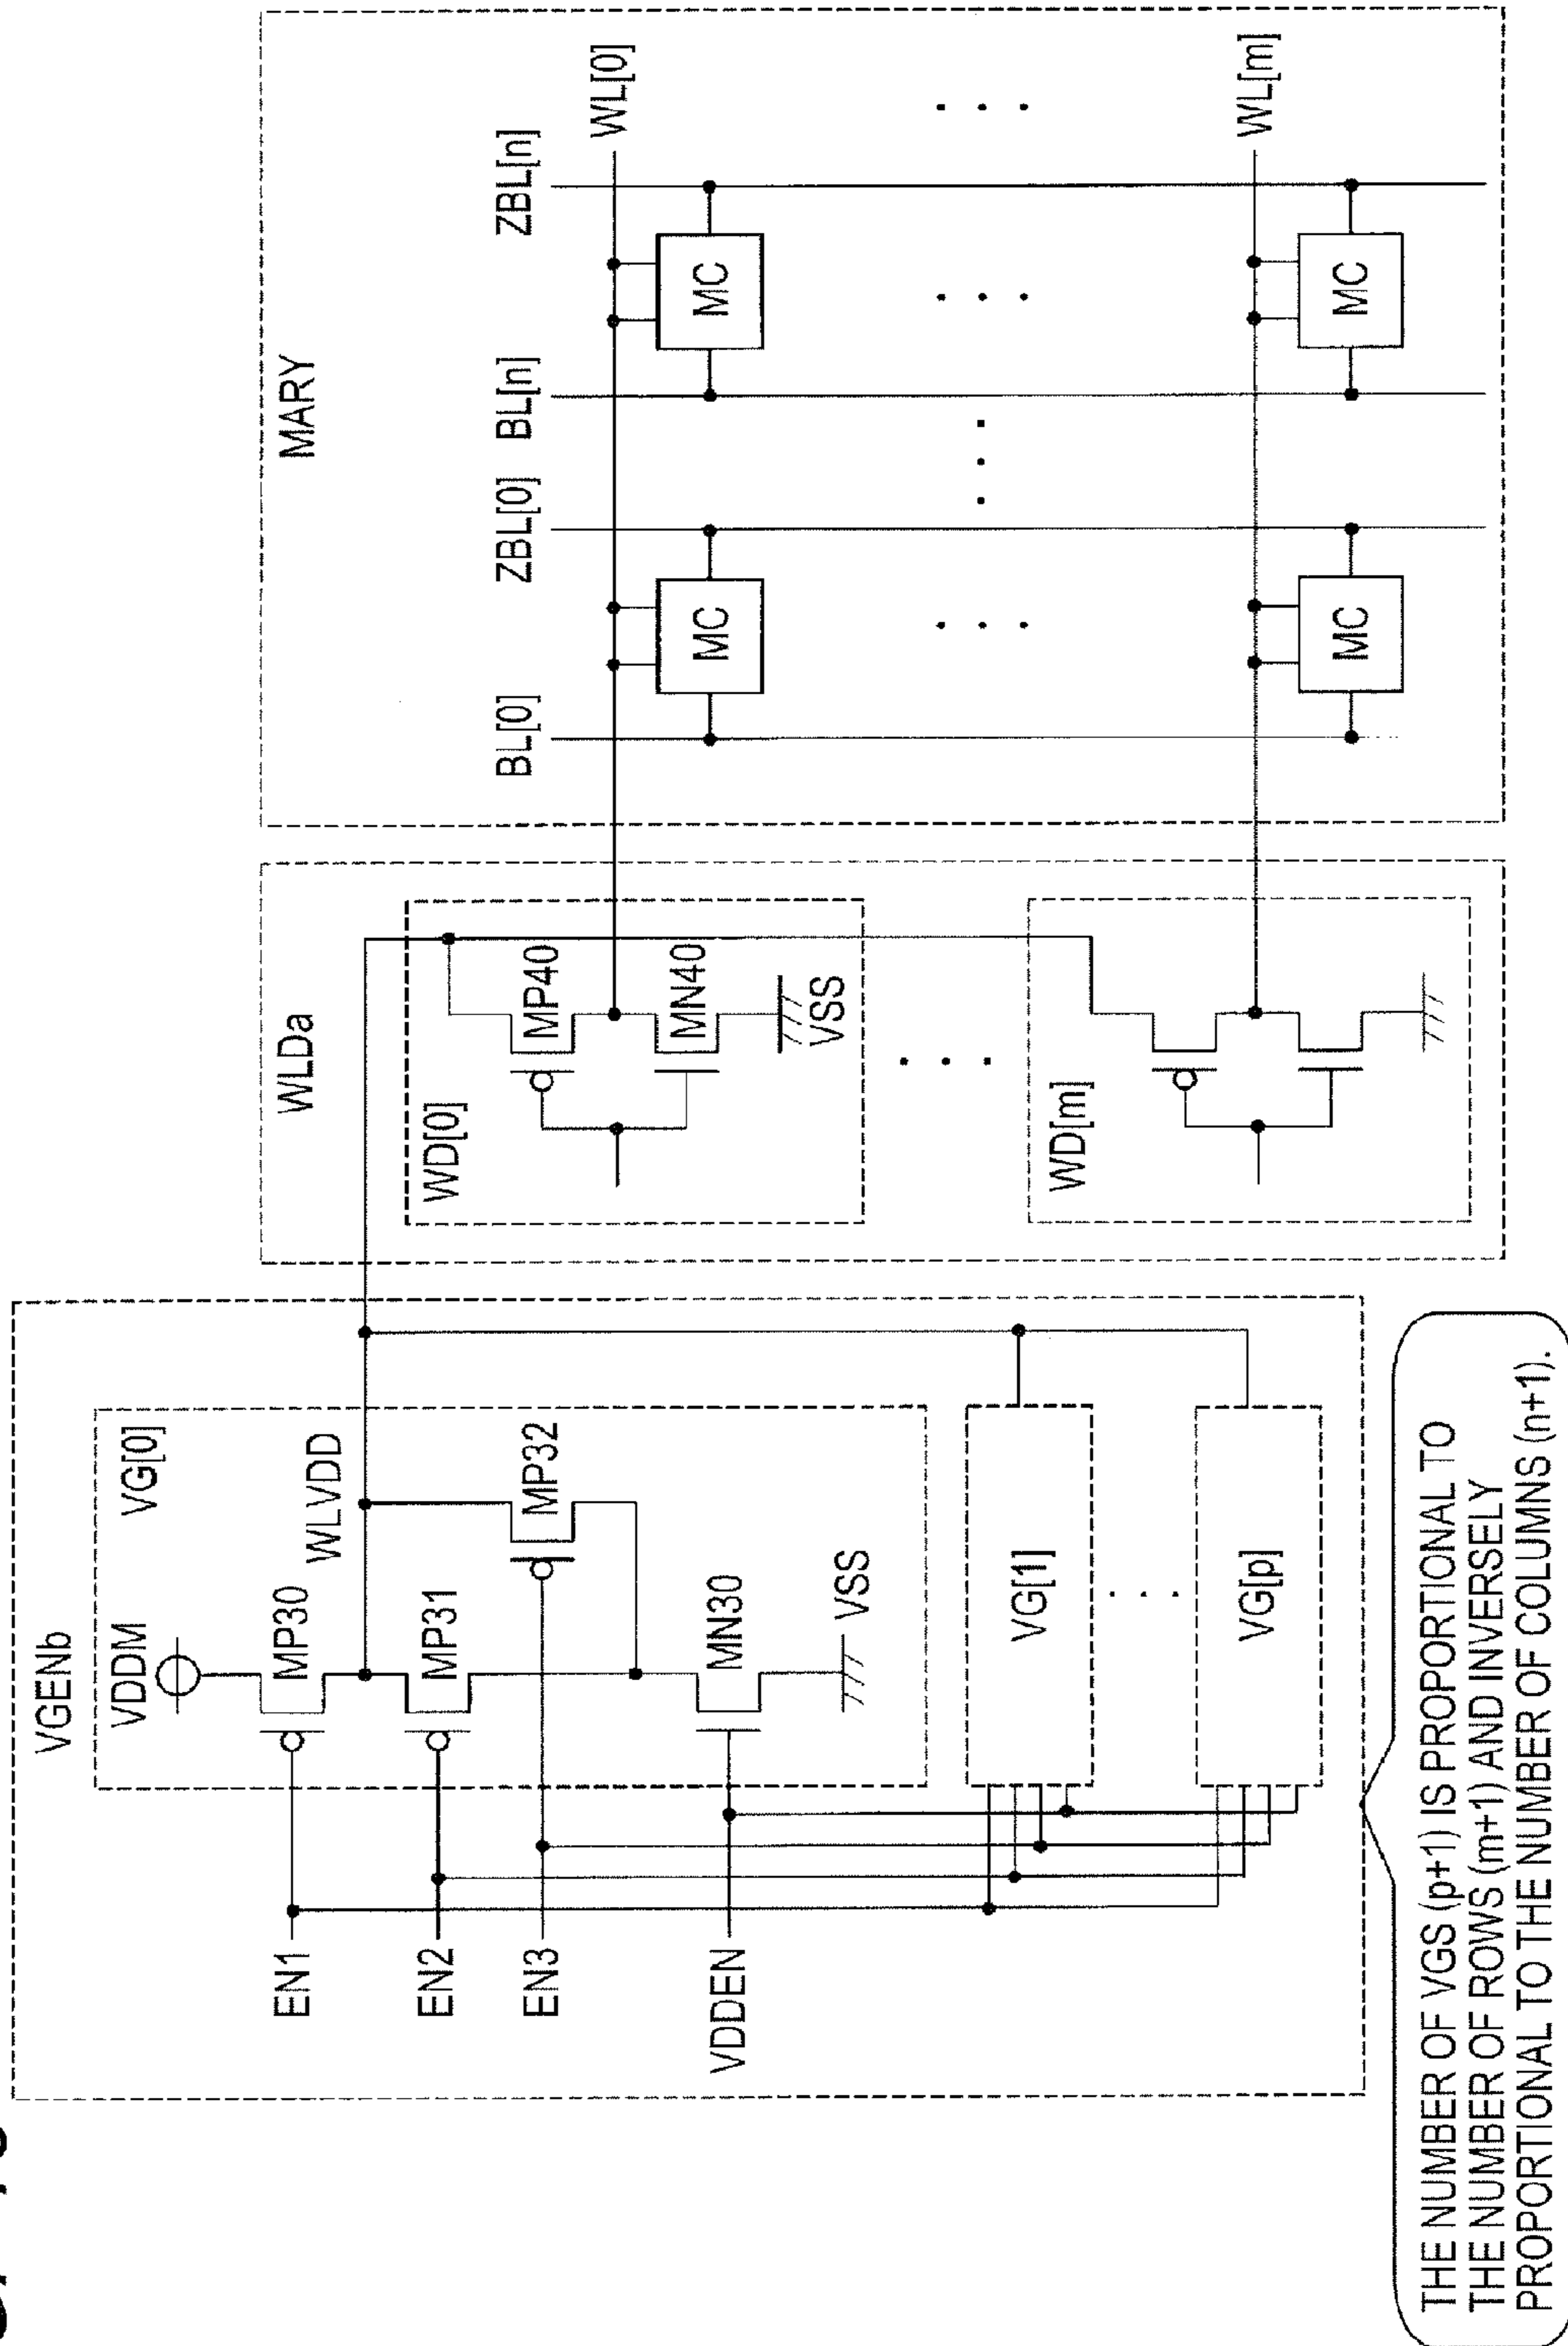 VGENb
VDDM
VG[0]
MP30
WLVDD
EN1
MP31
EN2
MP32
EN3
MN30
VDDEN
VSS
VG[1]
VG[p]
WLDa
WD[0]
MP40
MN40
VSS
WD[m]
MARY
BL[0]
ZBL[0]
BL[n]
ZBL[n]
WL[0]
MC
MC
WL[m]
MC
MC
THE NUMBER OF VGS (p+1) IS PROPORTIONAL TO
THE NUMBER OF ROWS (m+1) AND INVERSELY
PROPORTIONAL TO THE NUMBER OF COLUMNS (n+1).